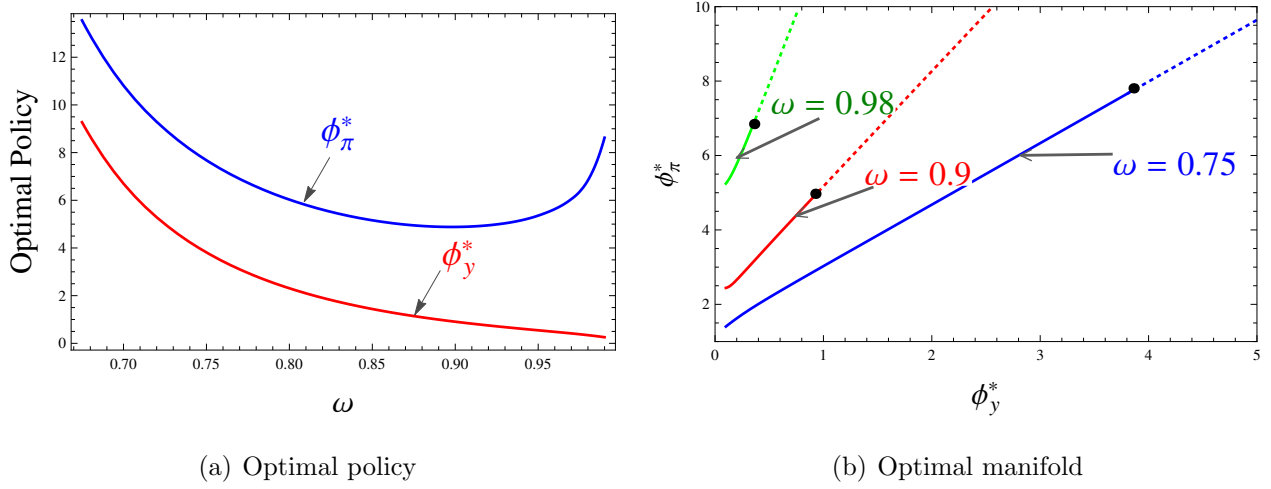 Optimal Policy
12
10
8
6
4
2
0
ϕ*π
ϕ*y
0.70
0.75
0.80
0.85
0.90
0.95
ω
(a) Optimal policy
ϕ*π
10
8
6
4
2
ω = 0.98
ω = 0.9
ω = 0.75
0
1
2
3
4
5
ϕ*y
(b) Optimal manifold